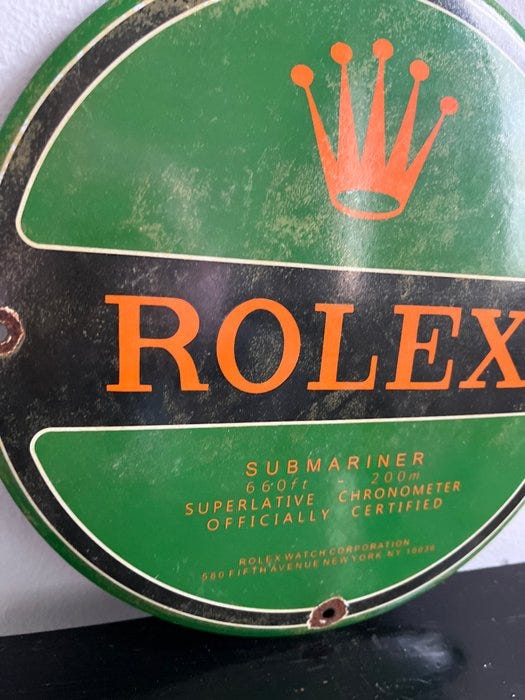 ROLEX
SUBMARINER
660ft - 200m
SUPERLATIVE CHRONOMETER
OFFICIALLY CERTIFIED
ROLEX WATCH CORPORATION
580 FIFTH AVENUE NEW YORK NY 10036